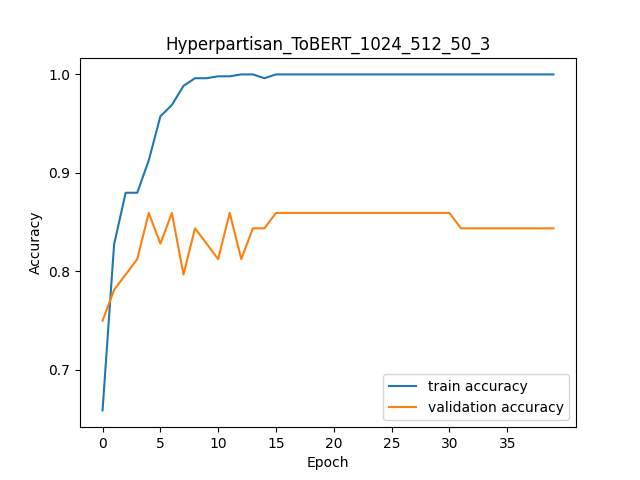 Hyperpartisan_ToBERT_1024_512_50_3
1.0
0.9
0.8
0.7
Accuracy
train accuracy
validation accuracy
0 5 10 15 20 25 30 35
Epoch